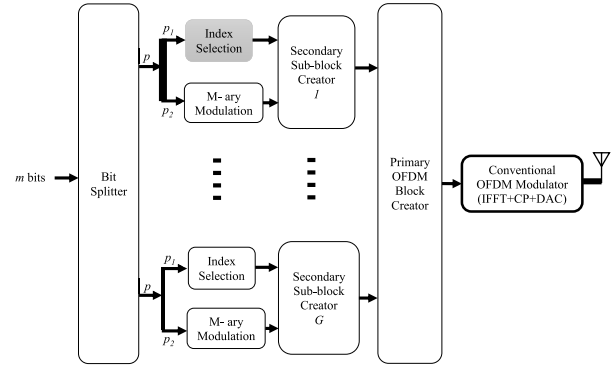 m bits
Bit
Splitter
p
p1
Index
Selection
p2
M- ary
Modulation
Secondary
Sub-block
Creator
1
p
p1
Index
Selection
p2
M- ary
Modulation
Secondary
Sub-block
Creator
G
Primary
OFDM
Block
Creator
Conventional
OFDM Modulator
(IFFT+CP+DAC)